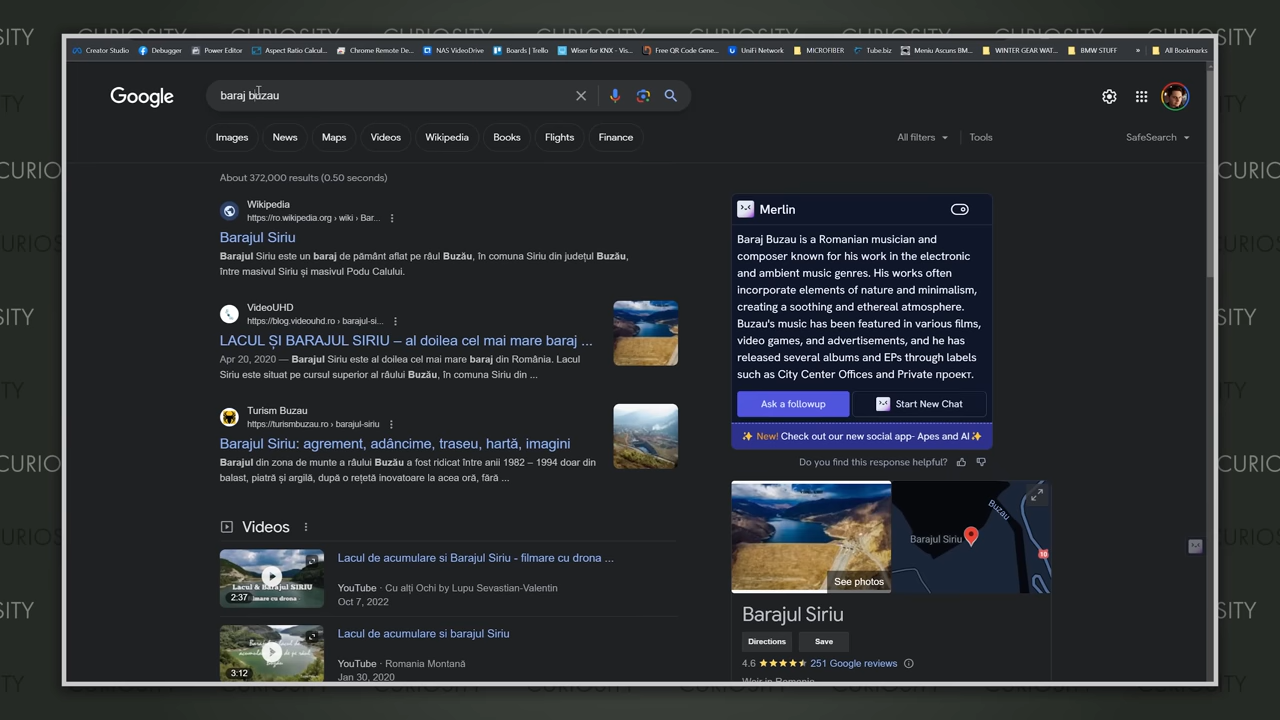 CURIOSITY CURIOSITY CURIOSITY CURIOSITY
Creator Studio Debugger Power Editor Aspect Ratio Calcul... Chrome Remote De... NAS VideoDrive Boards | Trello Wiser for KNX - Vis... Free QR Code Gene... UniFi Network MICROFIBER Tube.biz Meniu Ascuns BM... WINTER GEAR WAT... BMW STUFF » All Bookmarks
Google
baraj buzau
Images News Maps Videos Wikipedia Books Flights Finance
All filters Tools SafeSearch
About 372,000 results (0.50 seconds)
Wikipedia
https://ro.wikipedia.org › wiki › Bar...
Barajul Siriu
Barajul Siriu este un baraj de pământ aflat pe râul Buzău, în comuna Siriu din județul Buzău,
între masivul Siriu și masivul Podu Calului.
VideoUHD
https://blog.videouhd.ro › barajul-si...
LACUL ȘI BARAJUL SIRIU – al doilea cel mai mare baraj ...
Apr 20, 2020 — Barajul Siriu este al doilea cel mai mare baraj din România. Lacul
Siriu este situat pe cursul superior al râului Buzău, în comuna Siriu din ...
Turism Buzau
https://turismbuzau.ro › barajul-siriu
Barajul Siriu: agrement, adâncime, traseu, hartă, imagini
Barajul din zona de munte a râului Buzău a fost ridicat între anii 1982 – 1994 doar din
balast, piatră și argilă, după o rețetă inovatoare la acea oră, fără ...
Videos
Lacul de acumulare si Barajul Siriu - filmare cu drona ...
YouTube · Cu alți Ochi by Lupu Sevastian-Valentin
Oct 7, 2022
Lacul & Barajul SIRIU
2:37
Lacul de acumulare si barajul Siriu
YouTube · Romania Montană
Jan 30, 2020
3:12
Merlin
Baraj Buzau is a Romanian musician and
composer known for his work in the electronic
and ambient music genres. His works often
incorporate elements of nature and minimalism,
creating a soothing and ethereal atmosphere.
Buzau's music has been featured in various films,
video games, and advertisements, and he has
released several albums and EPs through labels
such as City Center Offices and Private проект.
Ask a followup Start New Chat
✨ New! Check out our new social app- Apes and AI ✨
Do you find this response helpful?
See photos
Barajul Siriu
Buzau
10
Barajul Siriu
Directions Save
4.6 251 Google reviews
Weir in Romania